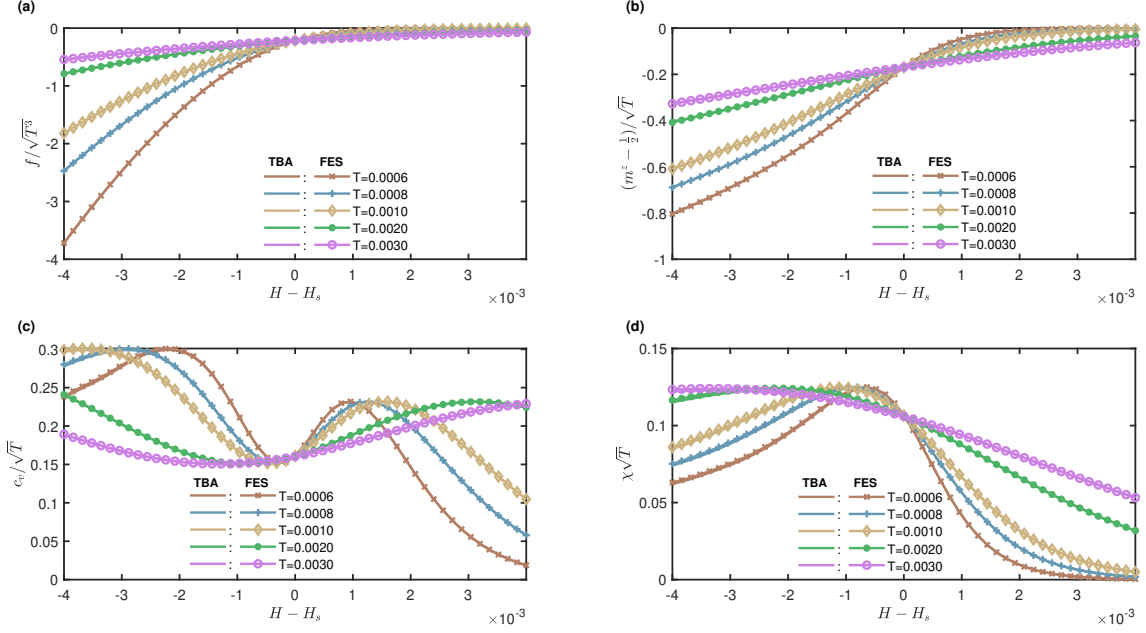 (a)
0
-1
-2
-3
-4
f/√T³
TBA FES
: T=0.0006
: T=0.0008
: T=0.0010
: T=0.0020
: T=0.0030
-4 -3 -2 -1 0 1 2 3
H − Hₛ
×10⁻³
(b)
0
-0.2
-0.4
-0.6
-0.8
-1
(mᶻ − ½)/√T
TBA FES
: T=0.0006
: T=0.0008
: T=0.0010
: T=0.0020
: T=0.0030
-4 -3 -2 -1 0 1 2 3
H − Hₛ
×10⁻³
(c)
0.3
0.25
0.2
0.15
0.1
0.05
0
cᵥ/√T
TBA FES
: T=0.0006
: T=0.0008
: T=0.0010
: T=0.0020
: T=0.0030
-4 -3 -2 -1 0 1 2 3
H − Hₛ
×10⁻³
(d)
0.15
0.1
0.05
0
χ√T
TBA FES
: T=0.0006
: T=0.0008
: T=0.0010
: T=0.0020
: T=0.0030
-4 -3 -2 -1 0 1 2 3
H − Hₛ
×10⁻³